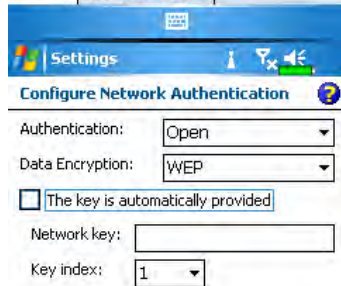 Settings
Configure Network Authentication
Authentication: Open
Data Encryption: WEP
The key is automatically provided
Network key:
Key index: 1